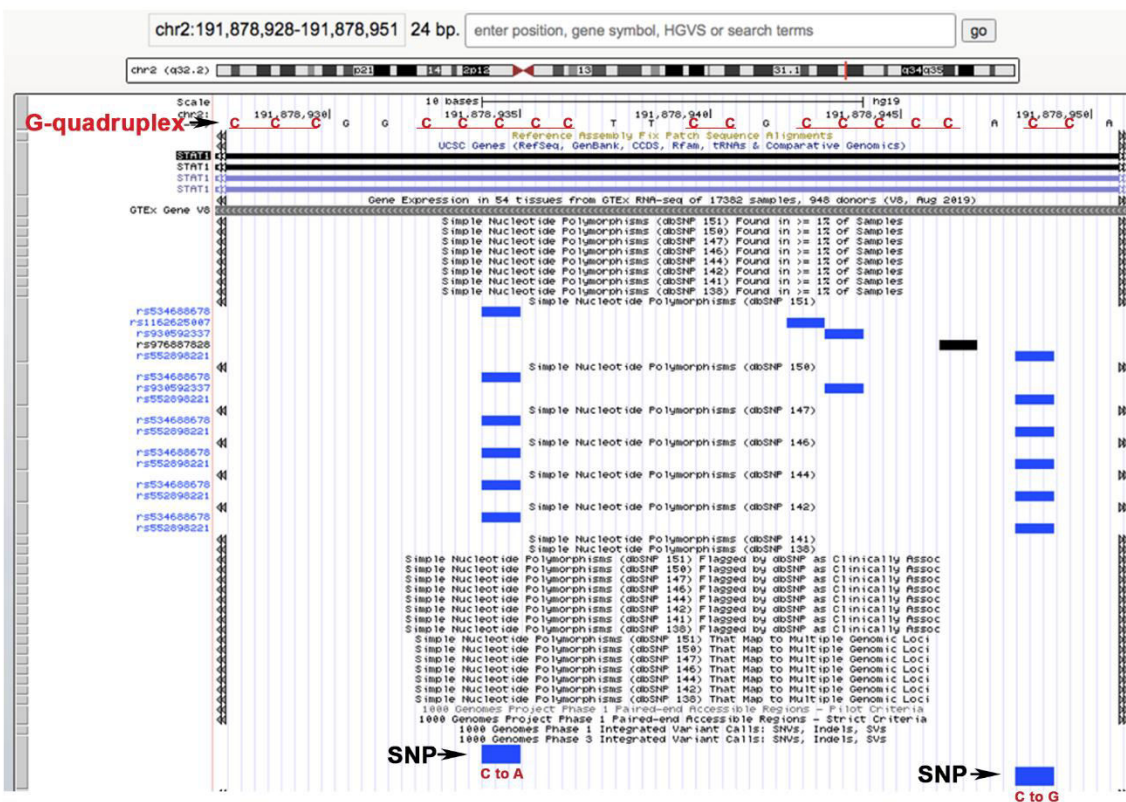 chr2:191,878,928-191,878,951 24 bp. enter position, gene symbol, HGVS or search terms go
chr2 (q32.2) p21 14 2p12 13 31.1 q34 q35
Scale 10 bases hg19
chr2: 191,878,930 191,878,935 191,878,940 191,878,945 191,878,950
G-quadruplex C C C G G C C C C C T T C C G C C C C C A C C A
Reference Assembly Fix Patch Sequence Alignments
UCSC Genes (RefSeq, GenBank, CCDS, Rfam, tRNAs & Comparative Genomics)
STAT1
STAT1
STAT1
STAT1
Gene Expression in 54 tissues from GTEx RNA-seq of 17382 samples, 948 donors (V8, Aug 2019)
GTEx Gene V8
Simple Nucleotide Polymorphisms (dbSNP 151) Found in >= 1% of Samples
Simple Nucleotide Polymorphisms (dbSNP 150) Found in >= 1% of Samples
Simple Nucleotide Polymorphisms (dbSNP 147) Found in >= 1% of Samples
Simple Nucleotide Polymorphisms (dbSNP 146) Found in >= 1% of Samples
Simple Nucleotide Polymorphisms (dbSNP 144) Found in >= 1% of Samples
Simple Nucleotide Polymorphisms (dbSNP 142) Found in >= 1% of Samples
Simple Nucleotide Polymorphisms (dbSNP 141) Found in >= 1% of Samples
Simple Nucleotide Polymorphisms (dbSNP 138) Found in >= 1% of Samples
Simple Nucleotide Polymorphisms (dbSNP 151)
rs534688678
rs1162625007
rs930592337
rs976887828
rs552898221
Simple Nucleotide Polymorphisms (dbSNP 150)
rs534688678
rs930592337
rs552898221
Simple Nucleotide Polymorphisms (dbSNP 147)
rs534688678
rs552898221
Simple Nucleotide Polymorphisms (dbSNP 146)
rs534688678
rs552898221
Simple Nucleotide Polymorphisms (dbSNP 144)
rs534688678
rs552898221
Simple Nucleotide Polymorphisms (dbSNP 142)
rs534688678
rs552898221
Simple Nucleotide Polymorphisms (dbSNP 141)
Simple Nucleotide Polymorphisms (dbSNP 138)
Simple Nucleotide Polymorphisms (dbSNP 151) Flagged by dbSNP as Clinically Assoc
Simple Nucleotide Polymorphisms (dbSNP 150) Flagged by dbSNP as Clinically Assoc
Simple Nucleotide Polymorphisms (dbSNP 147) Flagged by dbSNP as Clinically Assoc
Simple Nucleotide Polymorphisms (dbSNP 146) Flagged by dbSNP as Clinically Assoc
Simple Nucleotide Polymorphisms (dbSNP 144) Flagged by dbSNP as Clinically Assoc
Simple Nucleotide Polymorphisms (dbSNP 142) Flagged by dbSNP as Clinically Assoc
Simple Nucleotide Polymorphisms (dbSNP 141) Flagged by dbSNP as Clinically Assoc
Simple Nucleotide Polymorphisms (dbSNP 138) Flagged by dbSNP as Clinically Assoc
Simple Nucleotide Polymorphisms (dbSNP 151) That Map to Multiple Genomic Loci
Simple Nucleotide Polymorphisms (dbSNP 150) That Map to Multiple Genomic Loci
Simple Nucleotide Polymorphisms (dbSNP 147) That Map to Multiple Genomic Loci
Simple Nucleotide Polymorphisms (dbSNP 146) That Map to Multiple Genomic Loci
Simple Nucleotide Polymorphisms (dbSNP 144) That Map to Multiple Genomic Loci
Simple Nucleotide Polymorphisms (dbSNP 142) That Map to Multiple Genomic Loci
Simple Nucleotide Polymorphisms (dbSNP 138) That Map to Multiple Genomic Loci
1000 Genomes Project Phase 1 Paired-end Accessible Regions - Pilot Criteria
1000 Genomes Project Phase 1 Paired-end Accessible Regions - Strict Criteria
1000 Genomes Phase 1 Integrated Variant Calls: SNVs, Indels, SVs
1000 Genomes Phase 3 Integrated Variant Calls: SNVs, Indels, SVs
SNP
C to A
SNP
C to G